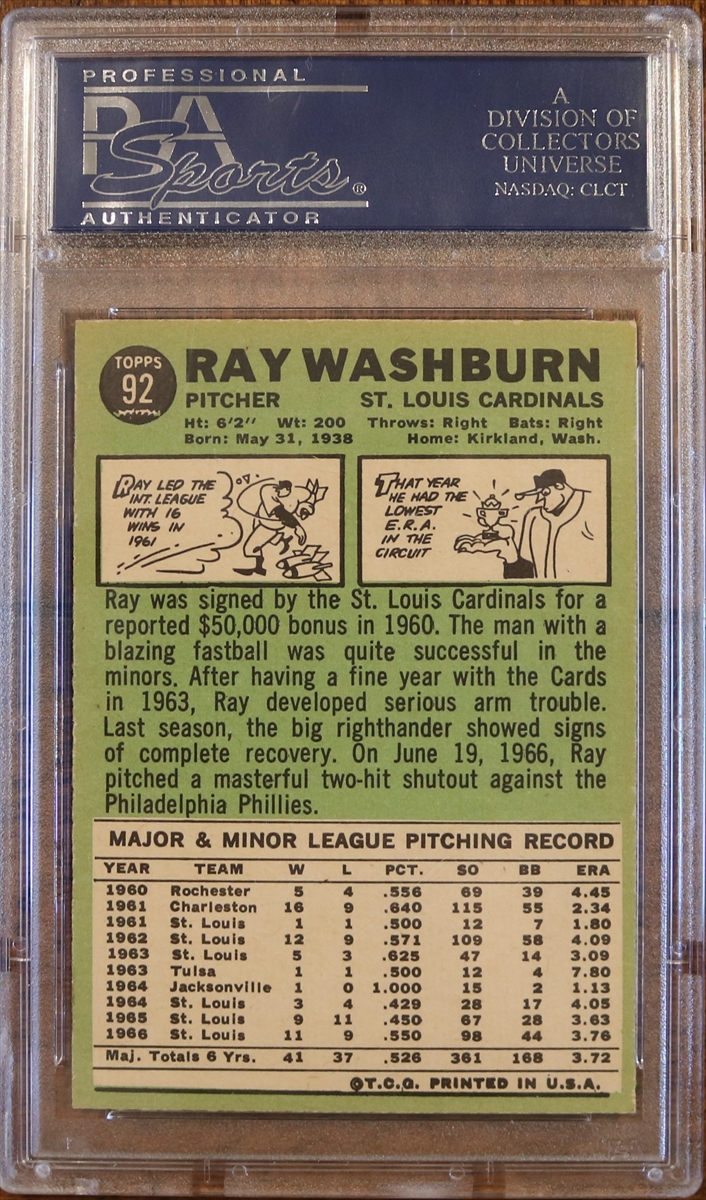 PROFESSIONAL
PSA
Sports®
AUTHENTICATOR
A
DIVISION OF
COLLECTORS
UNIVERSE
NASDAQ: CLCT
TOPPS
92
RAY WASHBURN
PITCHER ST. LOUIS CARDINALS
Ht: 6'2" Wt: 200 Throws: Right Bats: Right
Born: May 31, 1938 Home: Kirkland, Wash.
RAY LED THE
INT. LEAGUE
WITH 16
WINS IN
1961
THAT YEAR
HE HAD THE
LOWEST
E.R.A.
IN THE
CIRCUIT
Ray was signed by the St. Louis Cardinals for a
reported $50,000 bonus in 1960. The man with a
blazing fastball was quite successful in the
minors. After having a fine year with the Cards
in 1963, Ray developed serious arm trouble.
Last season, the big righthander showed signs
of complete recovery. On June 19, 1966, Ray
pitched a masterful two-hit shutout against the
Philadelphia Phillies.
MAJOR & MINOR LEAGUE PITCHING RECORD
YEAR TEAM W L PCT. SO BB ERA
1960 Rochester 5 4 .556 69 39 4.45
1961 Charleston 16 9 .640 115 55 2.34
1961 St. Louis 1 1 .500 12 7 1.80
1962 St. Louis 12 9 .571 109 58 4.09
1963 St. Louis 5 3 .625 47 14 3.09
1963 Tulsa 1 1 .500 12 4 7.80
1964 Jacksonville 1 0 1.000 15 2 1.13
1964 St. Louis 3 4 .429 28 17 4.05
1965 St. Louis 9 11 .450 67 28 3.63
1966 St. Louis 11 9 .550 98 44 3.76
Maj. Totals 6 Yrs. 41 37 .526 361 168 3.72
©T.C.G. PRINTED IN U.S.A.